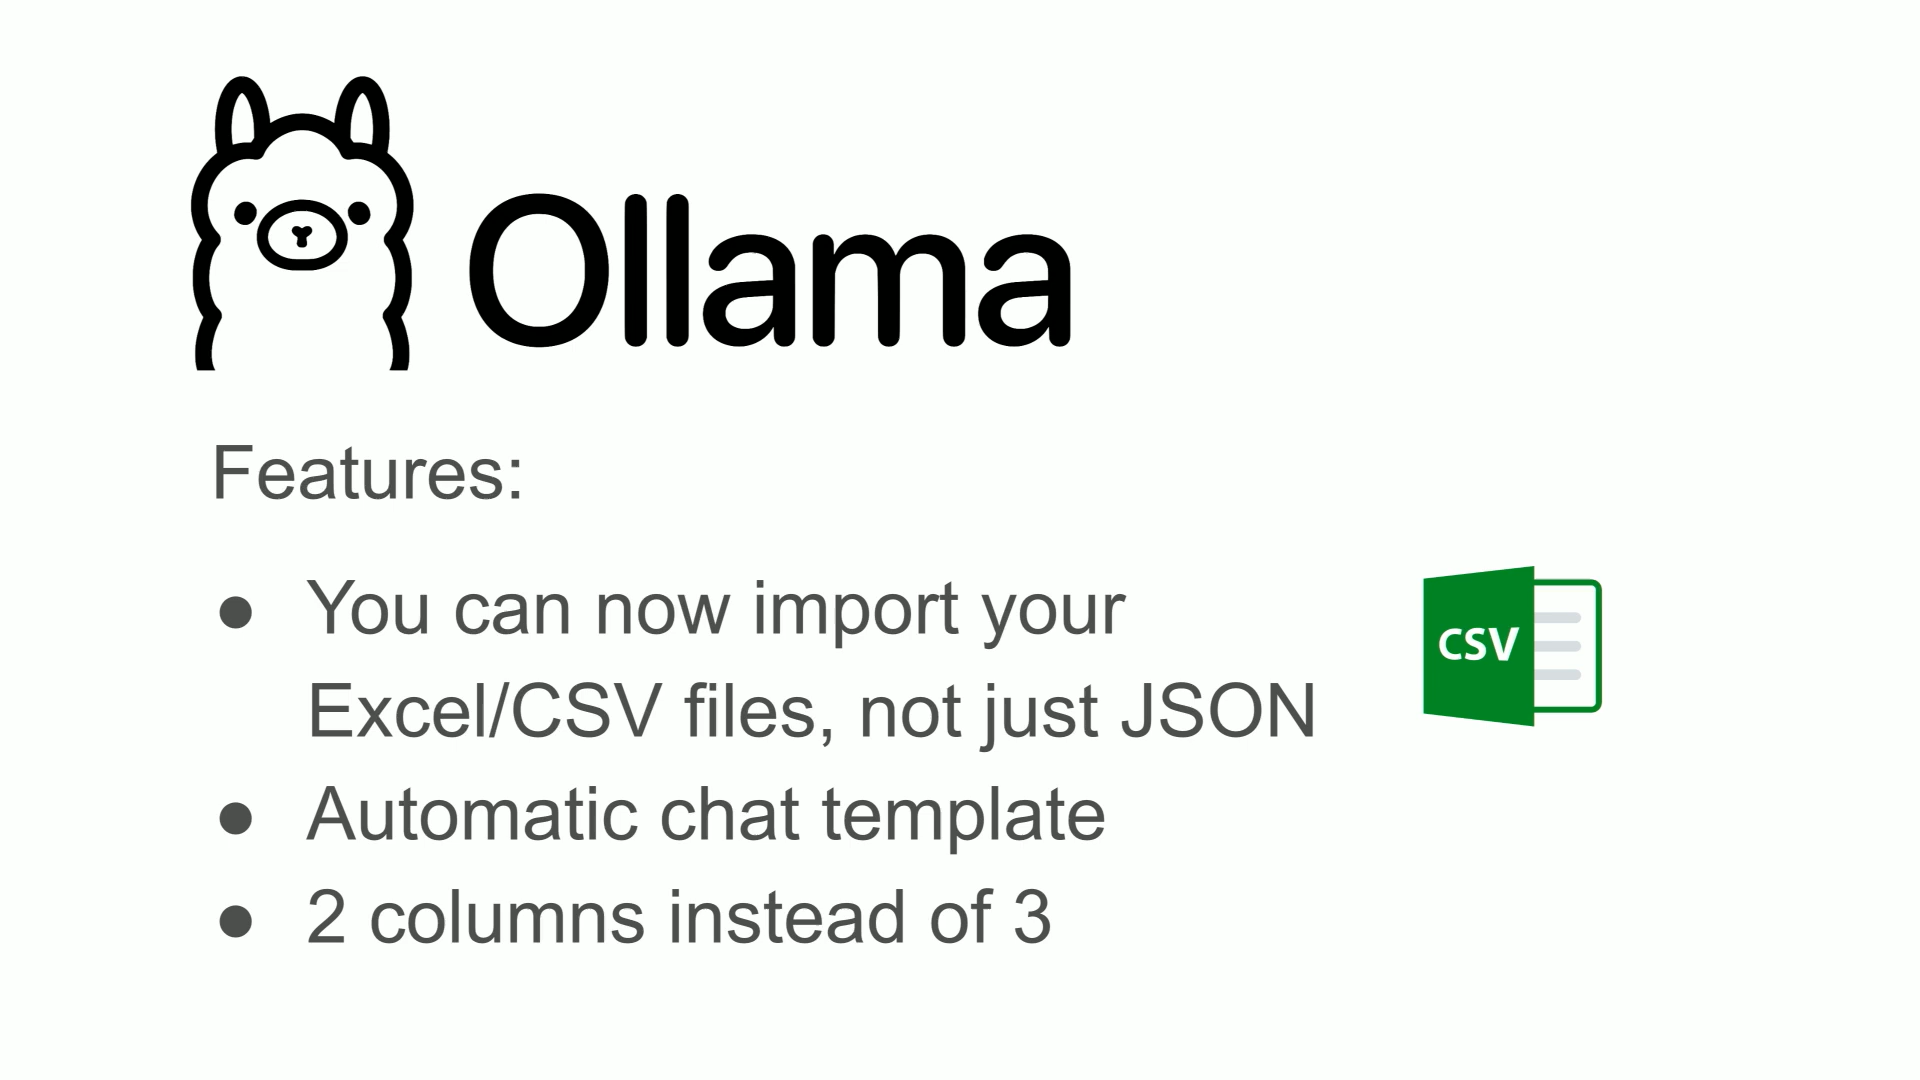 Ollama
Features:
● You can now import your
Excel/CSV files, not just JSON
CSV
● Automatic chat template
● 2 columns instead of 3